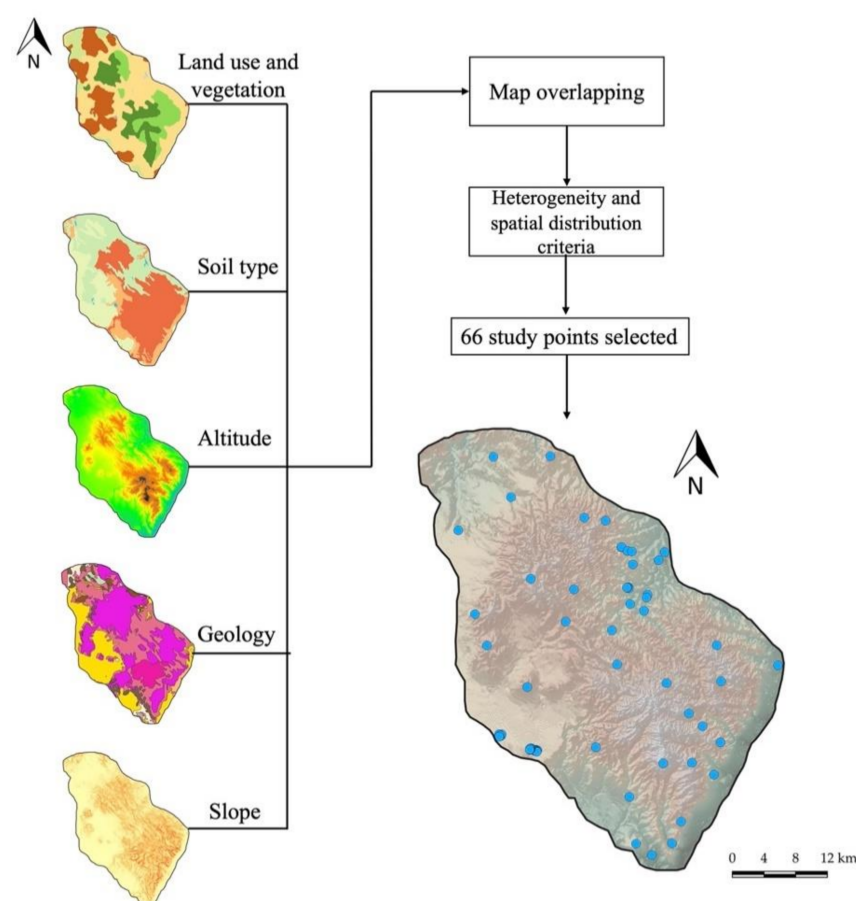 N
Land use and
vegetation
Soil type
Altitude
Geology
Slope
Map overlapping
Heterogeneity and
spatial distribution
criteria
66 study points selected
N
0 4 8 12 km